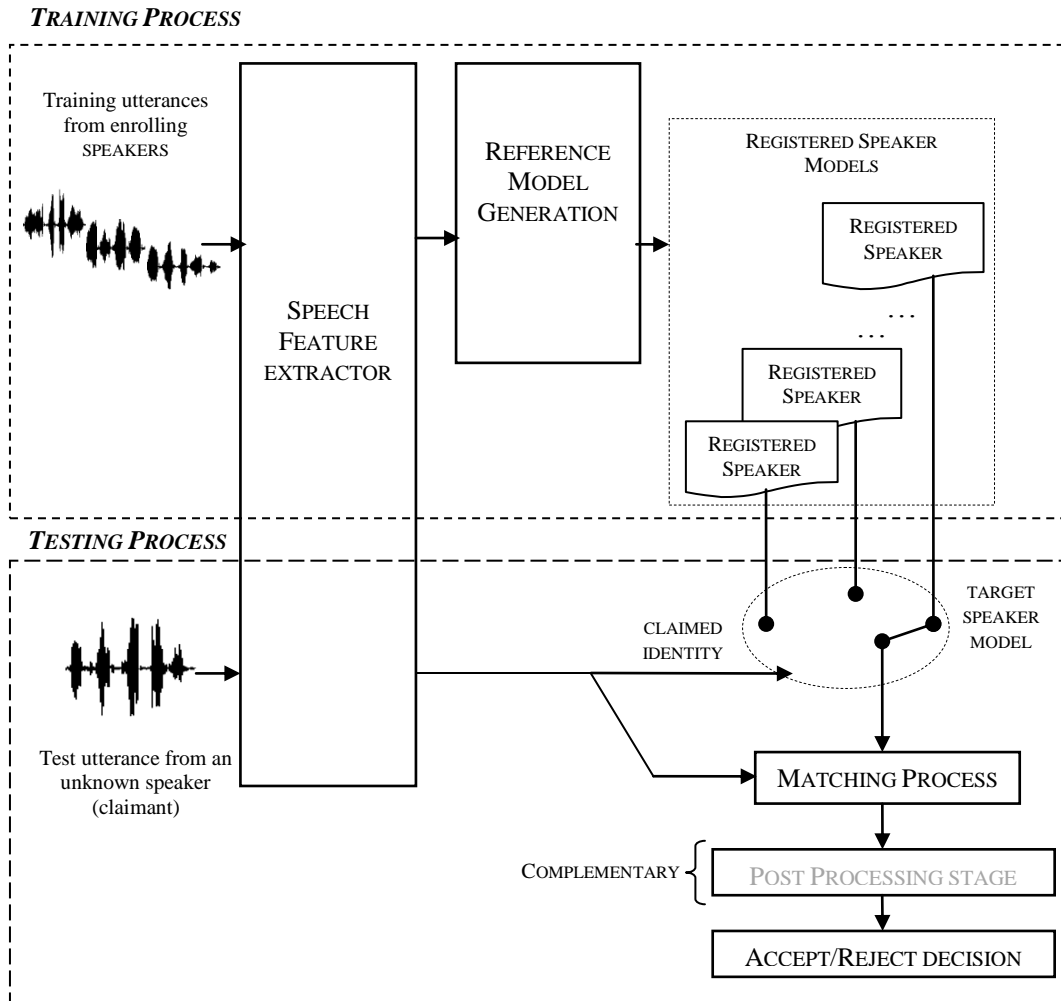 TRAINING PROCESS
Training utterances
from enrolling
SPEAKERS
SPEECH
FEATURE
EXTRACTOR
REFERENCE
MODEL
GENERATION
REGISTERED SPEAKER
MODELS
REGISTERED
SPEAKER
...
...
REGISTERED
SPEAKER
REGISTERED
SPEAKER
TESTING PROCESS
Test utterance from an
unknown speaker
(claimant)
CLAIMED
IDENTITY
TARGET
SPEAKER
MODEL
MATCHING PROCESS
COMPLEMENTARY
POST PROCESSING STAGE
ACCEPT/REJECT DECISION